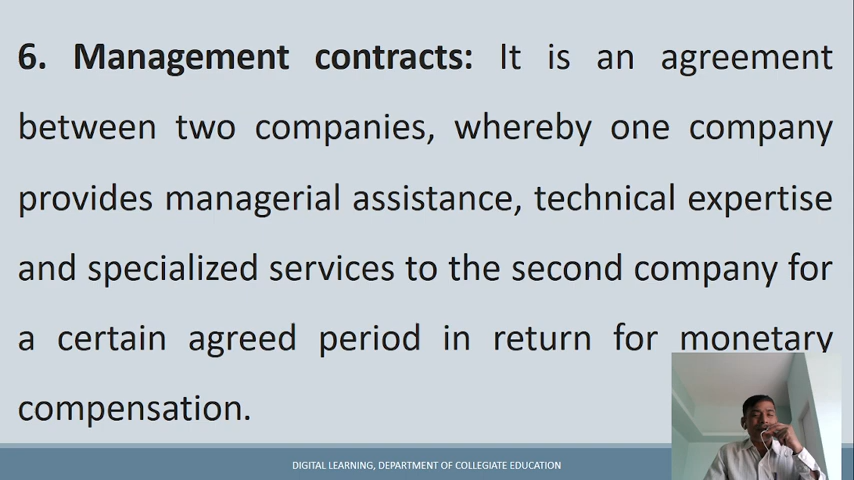 6. Management contracts: It is an agreement
between two companies, whereby one company
provides managerial assistance, technical expertise
and specialized services to the second company for
a certain agreed period in return for monetary
compensation.
DIGITAL LEARNING, DEPARTMENT OF COLLEGIATE EDUCATION